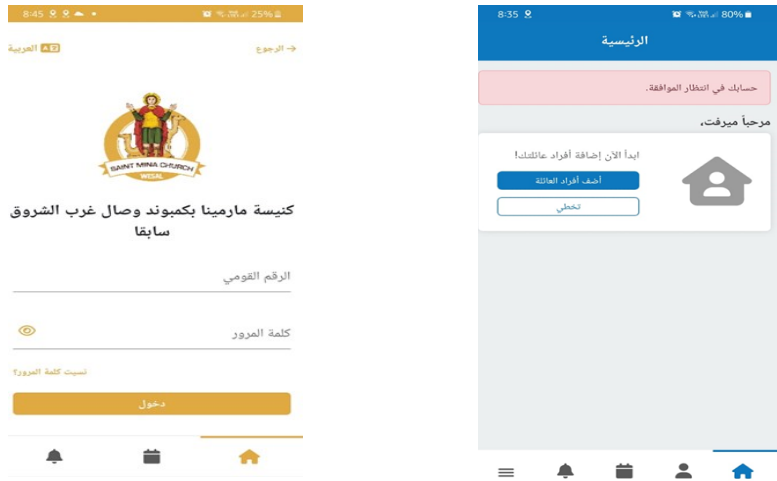 8:45
25%
العربية
الرجوع
SAINT MINA CHURCH
WESAL
كنيسة مارمينا بكمبوند وصال غرب الشروق
سابقا
الرقم القومي
كلمة المرور
نسيت كلمة المرور؟
دخول
8:35
80%
الرئيسية
حسابك في انتظار الموافقة.
مرحباً ميرفت،
ابدأ الآن إضافة أفراد عائلتك!
أضف أفراد العائلة
تخطي